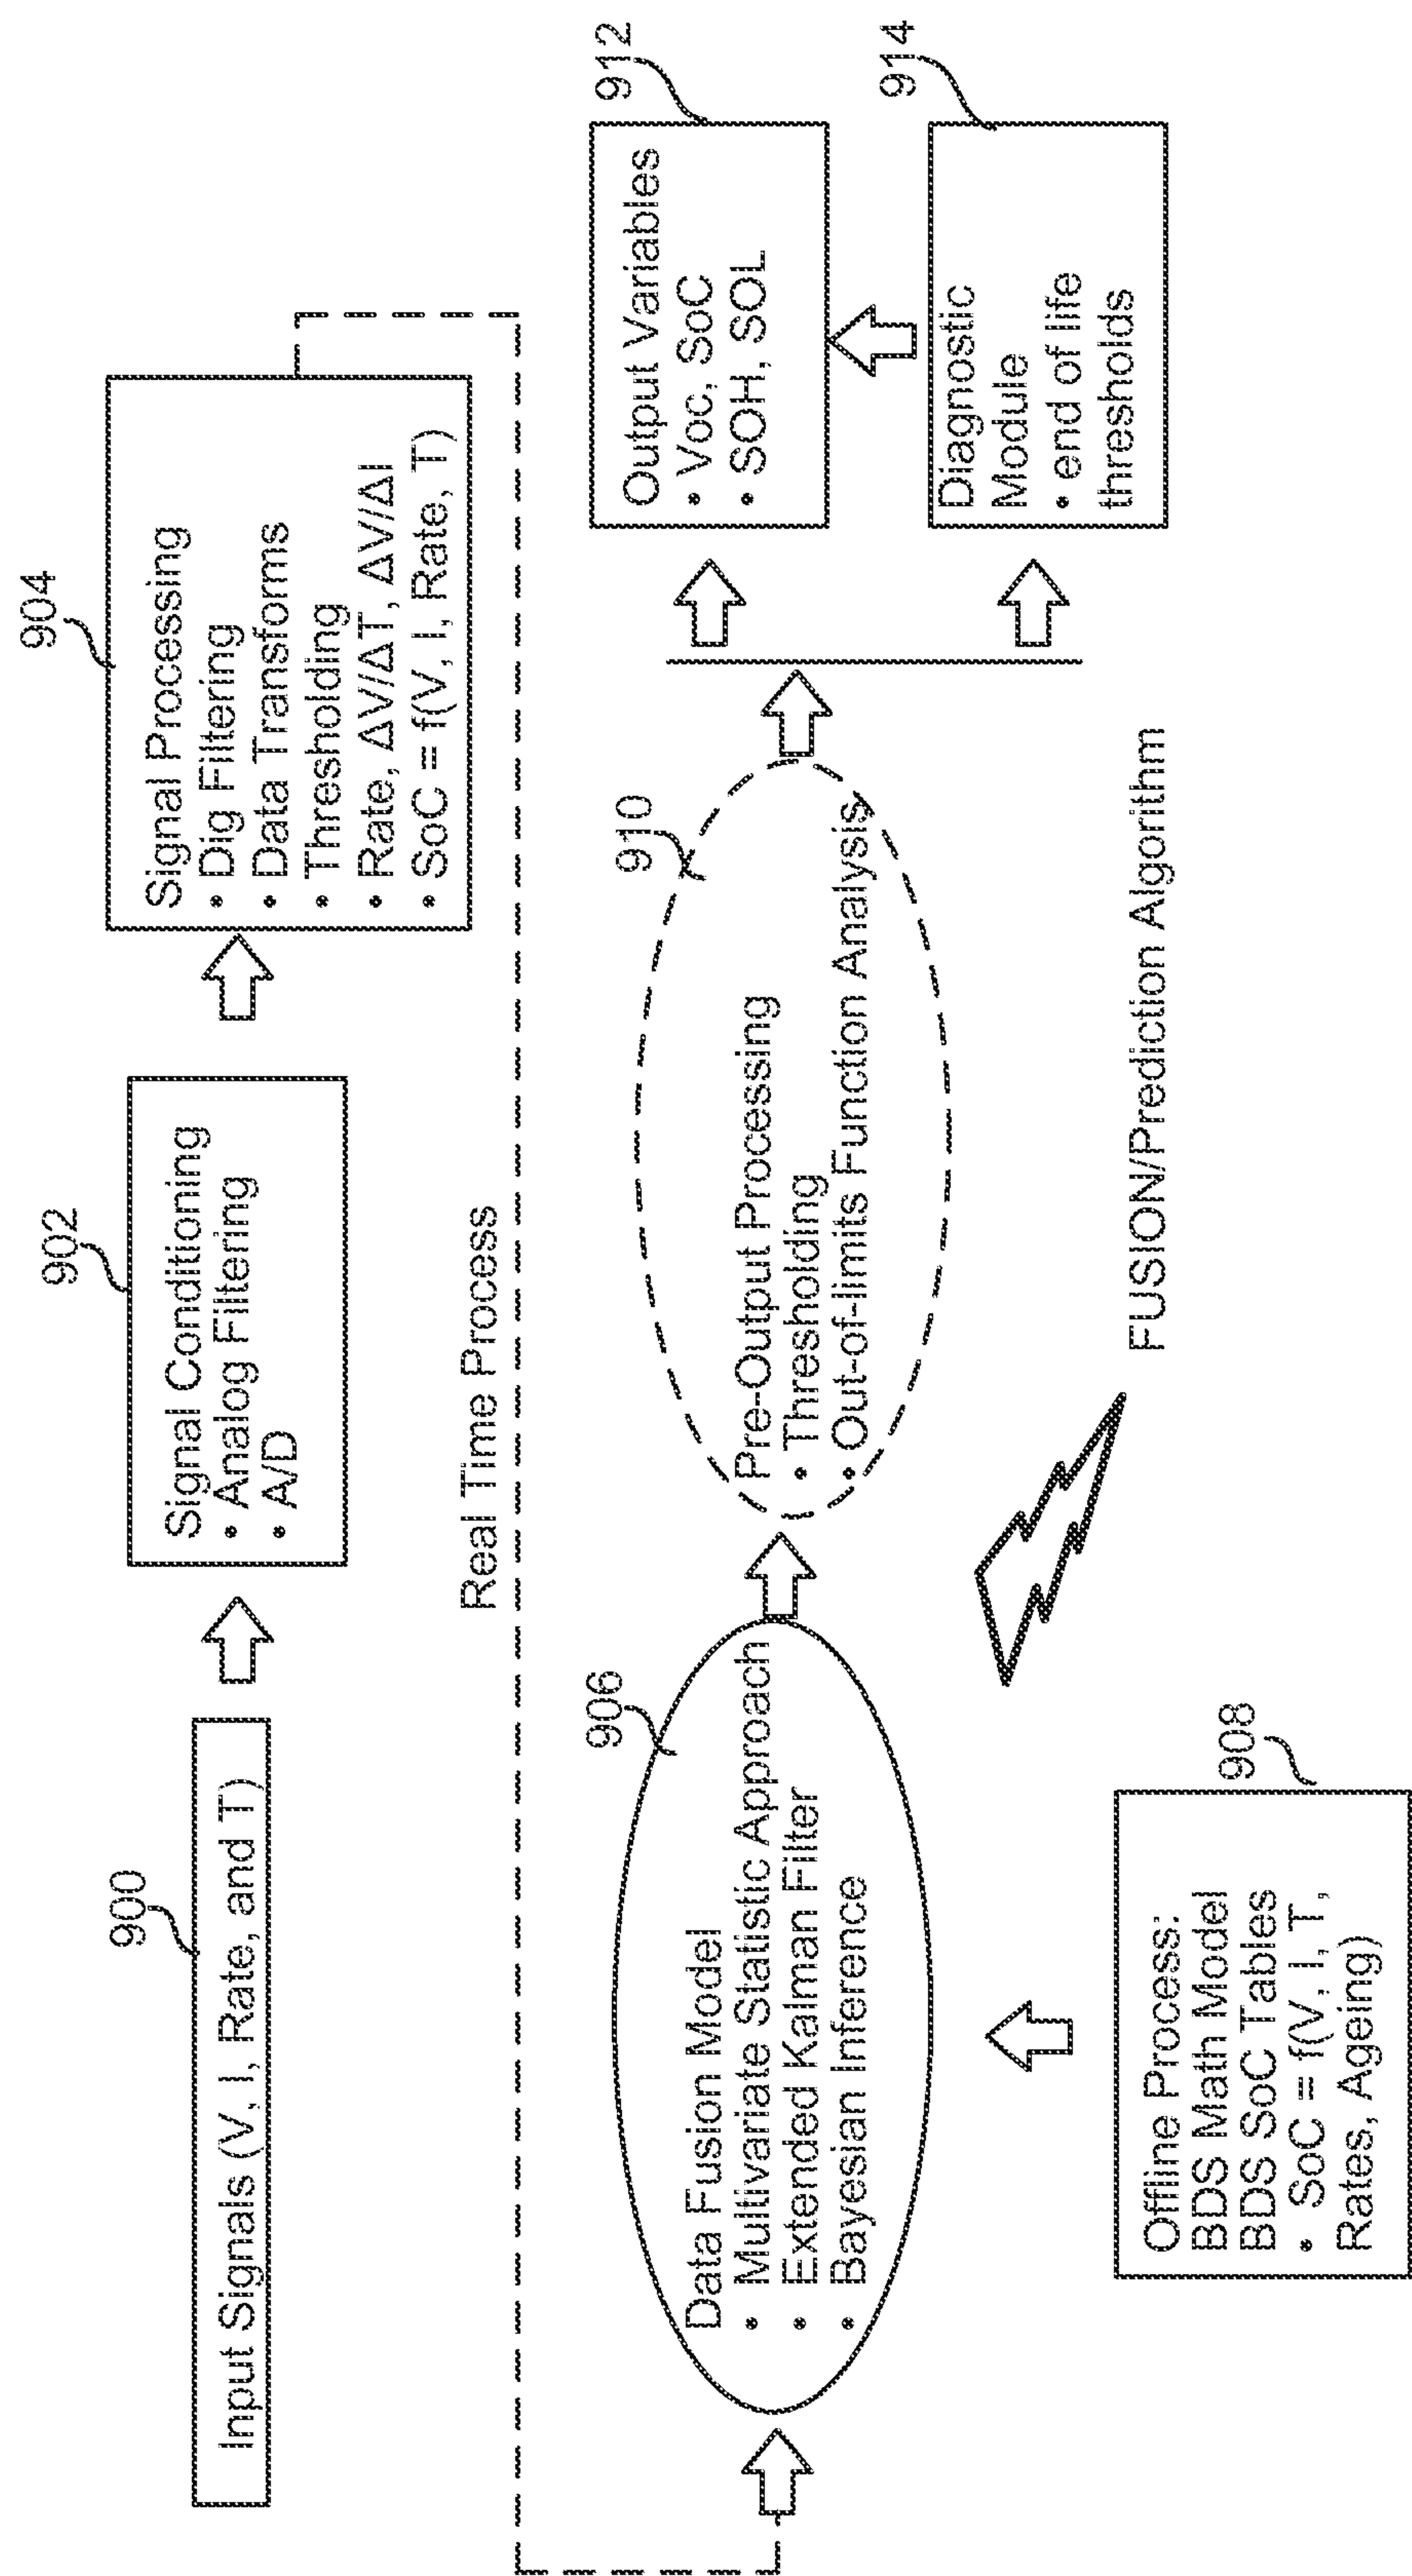 900
Input Signals (V, I, Rate, and T)
902
Signal Conditioning
• Analog Filtering
• A/D
904
Signal Processing
• Dig Filtering
• Data Transforms
• Thresholding
• Rate, ΔV/ΔT, ΔV/ΔI
• SoC = f(V, I, Rate, T)
Real Time Process
906
Data Fusion Model
• Multivariate Statistic Approach
• Extended Kalman Filter
• Bayesian Inference
908
Offline Process:
BDS Math Model
BDS SoC Tables
• SoC = f(V, I, T,
Rates, Ageing)
910
Pre-Output Processing
• Thresholding
• Out-of-limits Function Analysis
FUSION/Prediction Algorithm
912
Output Variables
• Voc, SoC
• SOH, SOL
914
Diagnostic
Module
• end of life
thresholds